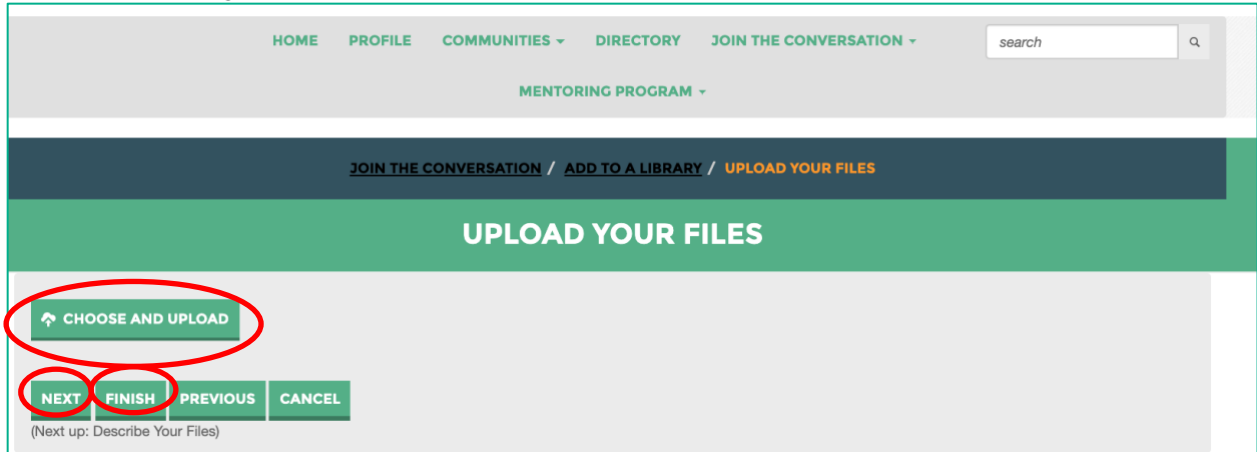 HOME PROFILE COMMUNITIES DIRECTORY JOIN THE CONVERSATION search
MENTORING PROGRAM
JOIN THE CONVERSATION / ADD TO A LIBRARY / UPLOAD YOUR FILES
UPLOAD YOUR FILES
CHOOSE AND UPLOAD
NEXT FINISH PREVIOUS CANCEL
(Next up: Describe Your Files)